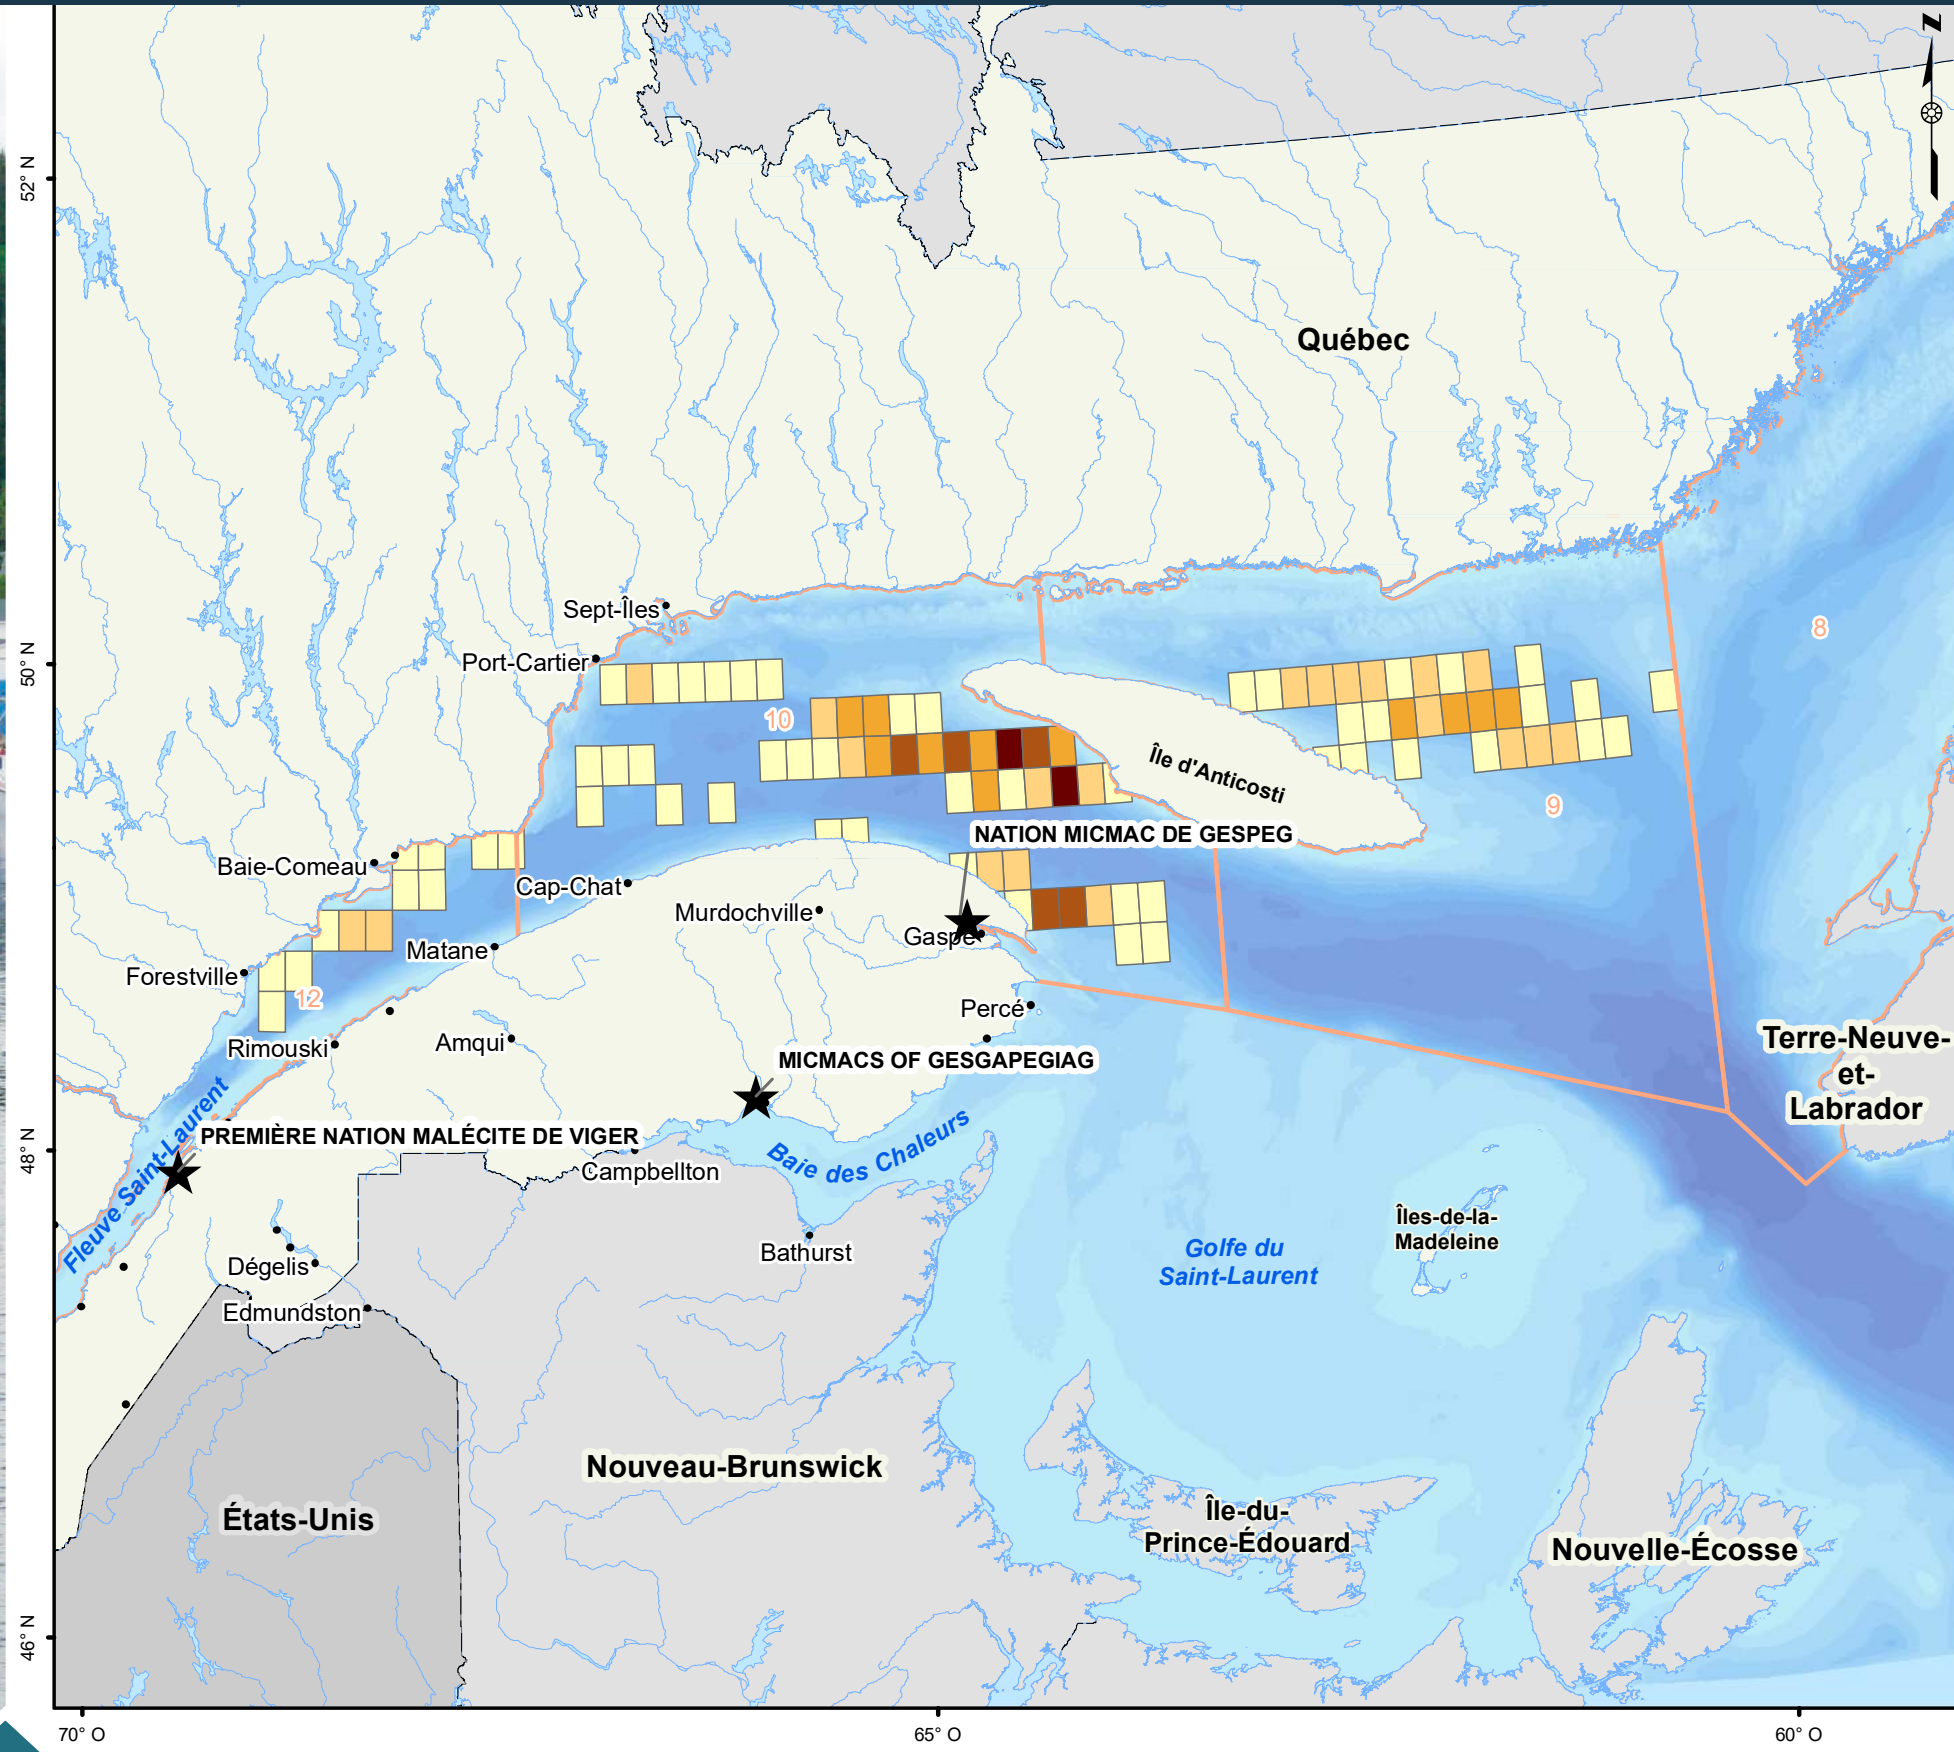 N
52° N
Québec
Sept-Îles
8
50° N
Port-Cartier
10
Île d'Anticosti
9
NATION MICMAC DE GESPEG
Baie-Comeau
Cap-Chat
Murdochville
Gaspé
Matane
Forestville
12
Percé
Rimouski
Amqui
Terre-Neuve-
et-
Labrador
MICMACS OF GESGAPEGIAG
Fleuve Saint-Laurent
PREMIÈRE NATION MALÉCITE DE VIGER
48° N
Baie des Chaleurs
Campbellton
Îles-de-la-
Madeleine
Bathurst
Golfe du
Saint-Laurent
Dégelis
Edmundston
Nouveau-Brunswick
États-Unis
Île-du-
Prince-Édouard
Nouvelle-Écosse
46° N
70° O
65° O
60° O